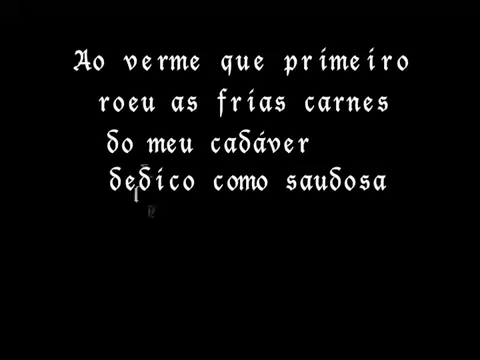 Ao verme que primeiro
roeu as frias carnes
do meu cadáver
dedico como saudosa